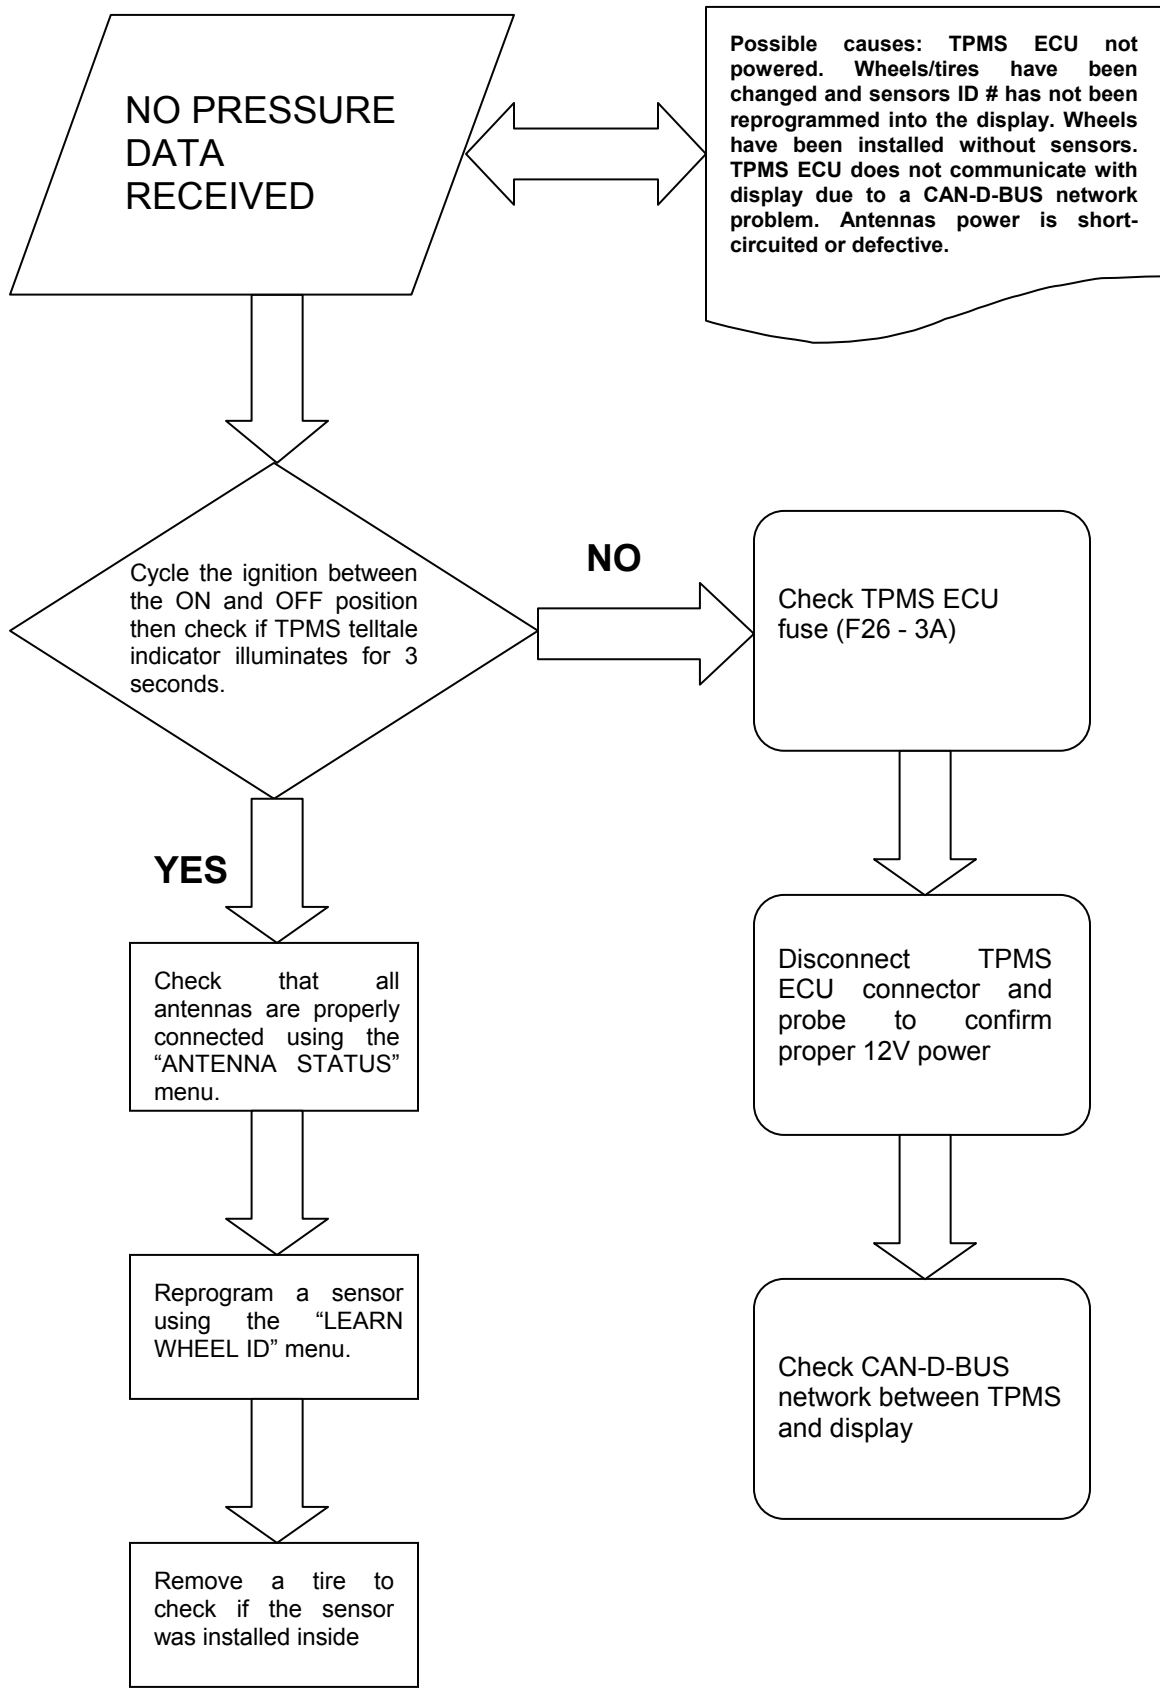 NO PRESSURE
DATA
RECEIVED
Possible causes: TPMS ECU not
powered. Wheels/tires have been
changed and sensors ID # has not been
reprogrammed into the display. Wheels
have been installed without sensors.
TPMS ECU does not communicate with
display due to a CAN-D-BUS network
problem. Antennas power is short-
circuited or defective.
Cycle the ignition between
the ON and OFF position
then check if TPMS telltale
indicator illuminates for 3
seconds.
NO
Check TPMS ECU
fuse (F26 - 3A)
YES
Check that all
antennas are properly
connected using the
“ANTENNA STATUS”
menu.
Disconnect TPMS
ECU connector and
probe to confirm
proper 12V power
Reprogram a sensor
using the “LEARN
WHEEL ID” menu.
Check CAN-D-BUS
network between TPMS
and display
Remove a tire to
check if the sensor
was installed inside